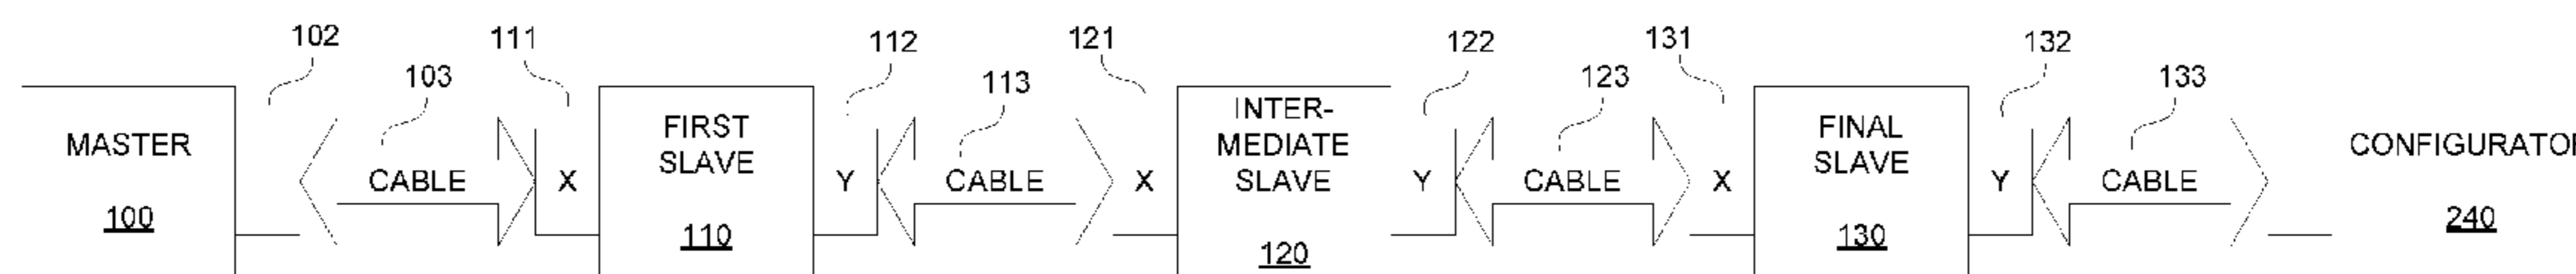 102 111 112 121 122 131 132
103 113 123 133
MASTER
100
CABLE
X
FIRST
SLAVE
110
Y
CABLE
X
INTER-
MEDIATE
SLAVE
120
Y
CABLE
X
FINAL
SLAVE
130
Y
CABLE
CONFIGURATO
240